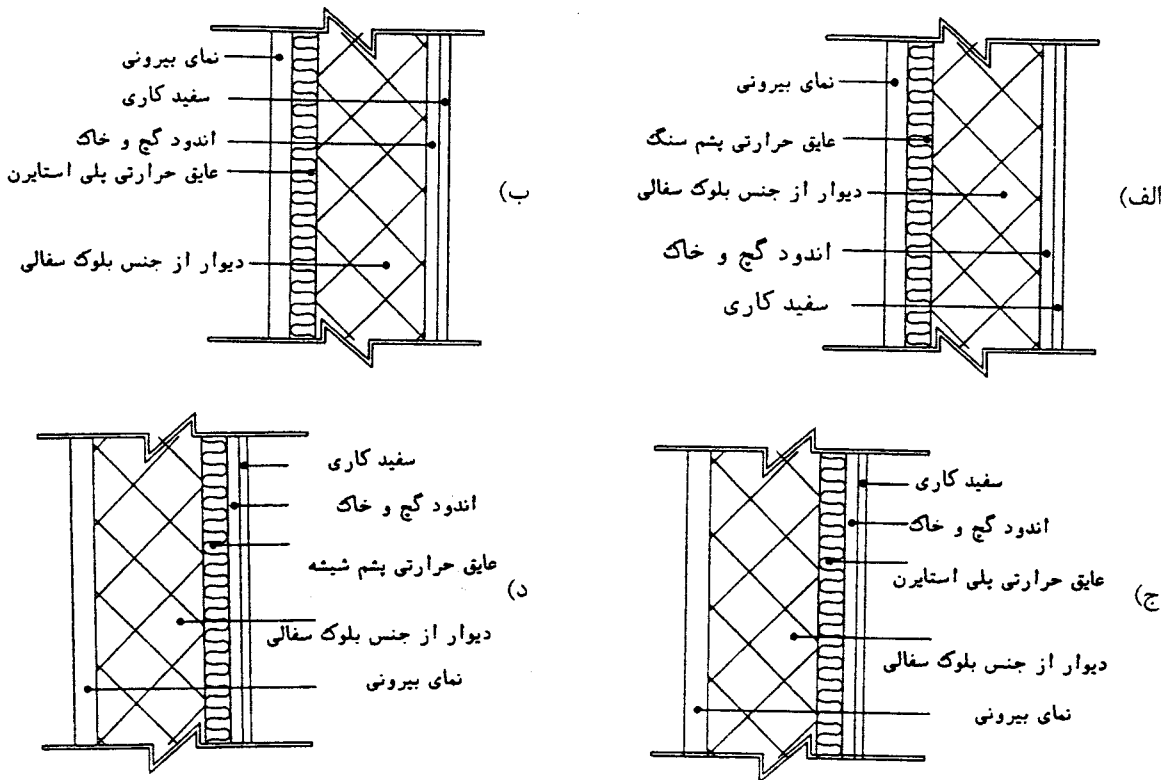 الف)
نمای بیرونی
عایق حرارتی پشم سنگ
دیوار از جنس بلوک سفالی
اندود گچ و خاک
سفید کاری
ب)
نمای بیرونی
سفید کاری
اندود گچ و خاک
عایق حرارتی پلی استایرن
دیوار از جنس بلوک سفالی
ج)
سفید کاری
اندود گچ و خاک
عایق حرارتی پلی استایرن
دیوار از جنس بلوک سفالی
نمای بیرونی
د)
سفید کاری
اندود گچ و خاک
عایق حرارتی پشم شیشه
دیوار از جنس بلوک سفالی
نمای بیرونی